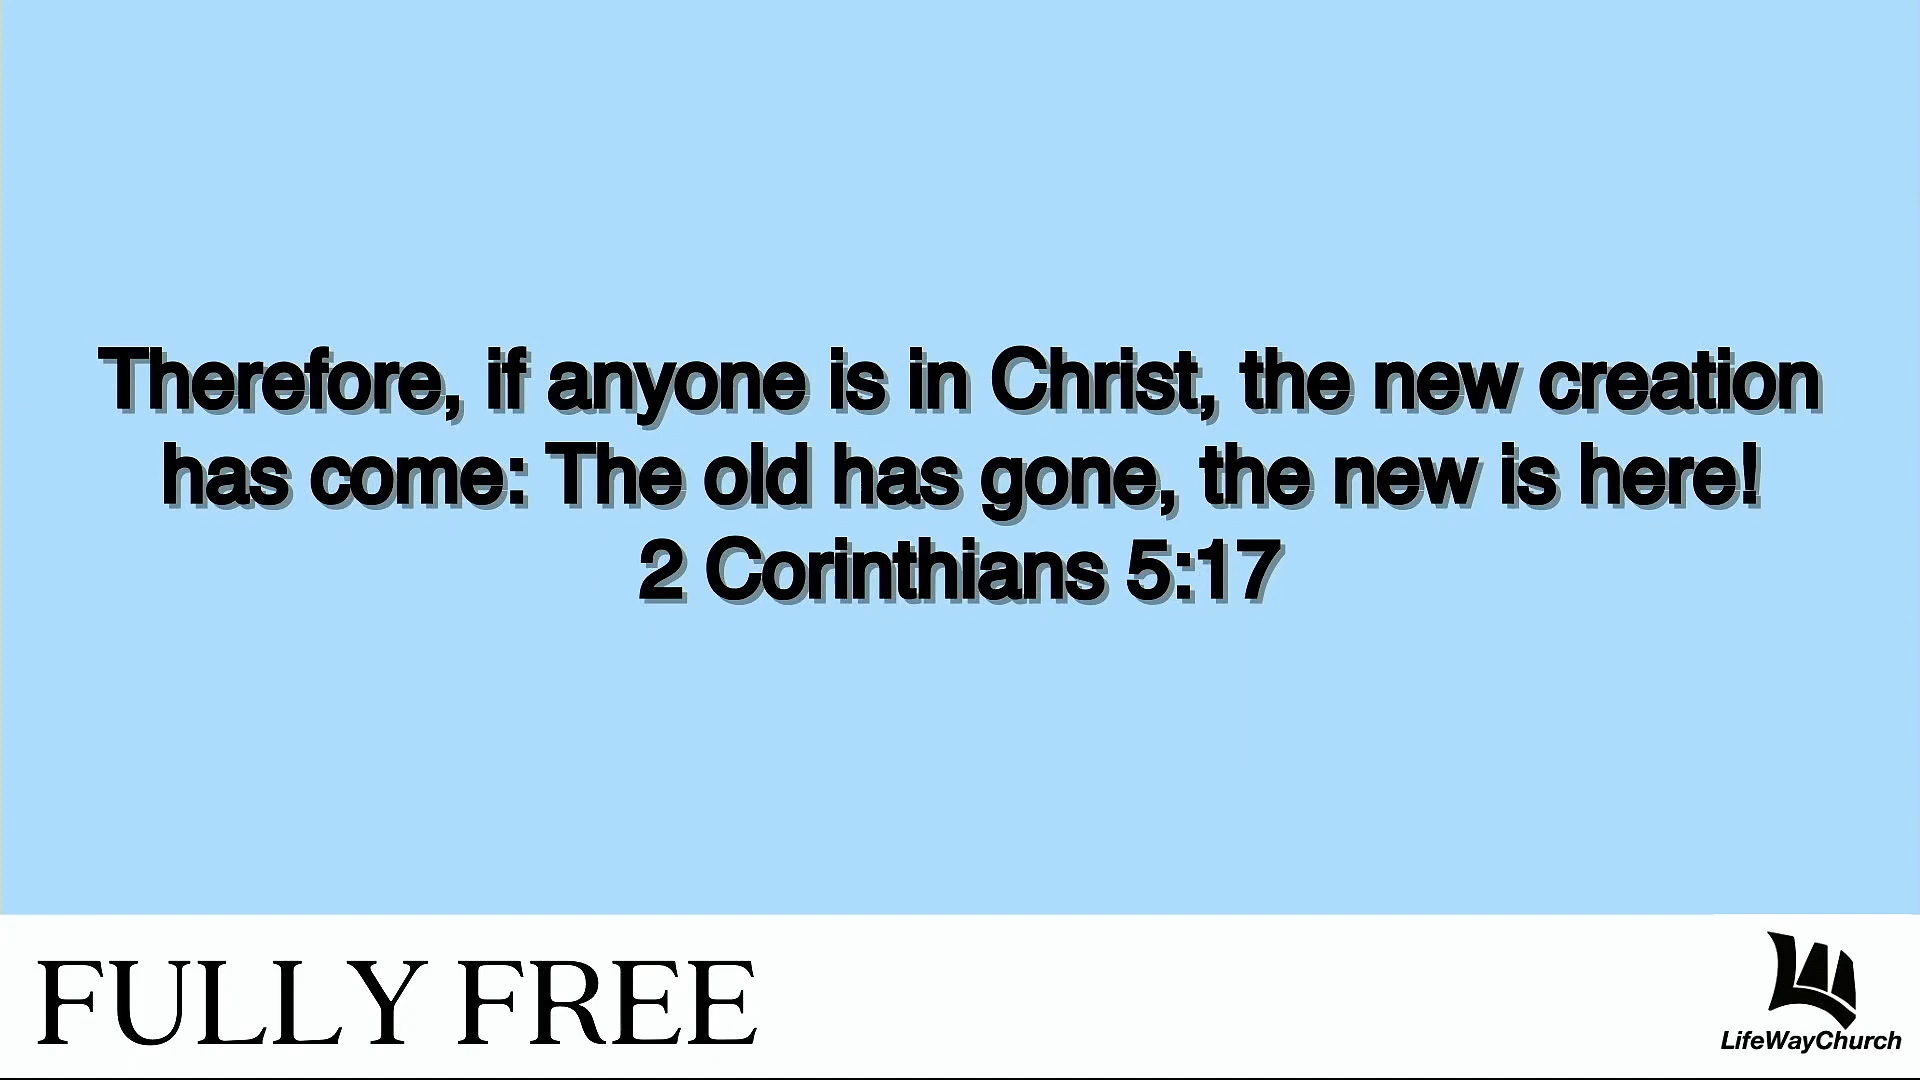 Therefore, if anyone is in Christ, the new creation
has come: The old has gone, the new is here!
2 Corinthians 5:17
FULLY FREE
LifeWayChurch